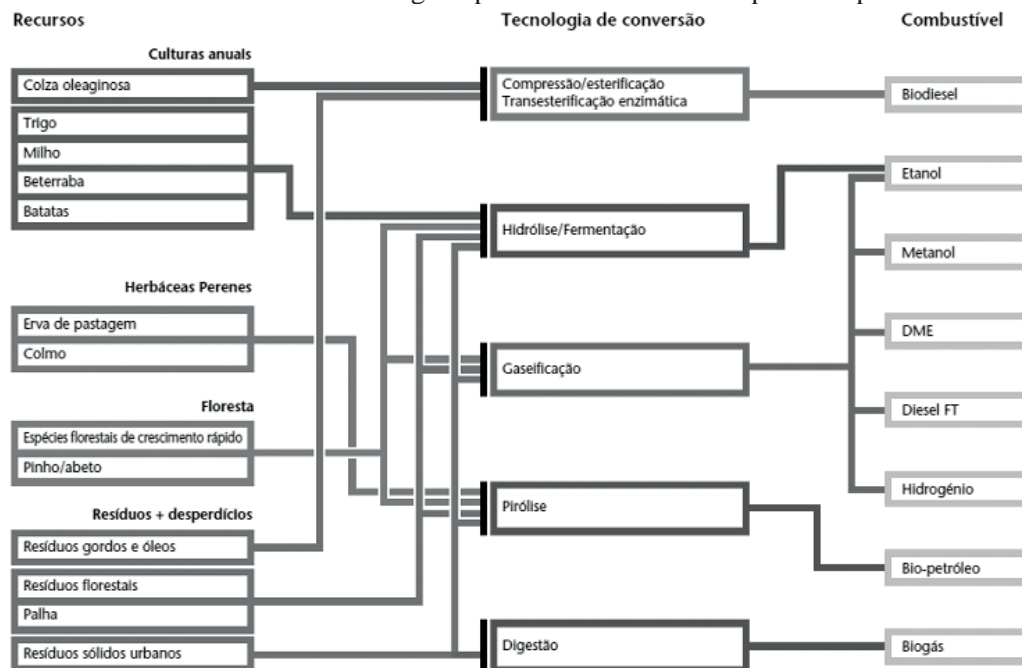 Recursos
Tecnologia de conversão
Combustível
Culturas anuais
Colza oleaginosa
Trigo
Milho
Beterraba
Batatas
Herbáceas Perenes
Erva de pastagem
Colmo
Floresta
Espécies florestais de crescimento rápido
Pinho/abeto
Resíduos + desperdícios
Resíduos gordos e óleos
Resíduos florestais
Palha
Resíduos sólidos urbanos
Compressão/esterificação
Transesterificação enzimática
Hidrólise/Fermentação
Gaseificação
Pirólise
Digestão
Biodiesel
Etanol
Metanol
DME
Diesel FT
Hidrogénio
Bio-petróleo
Biogás